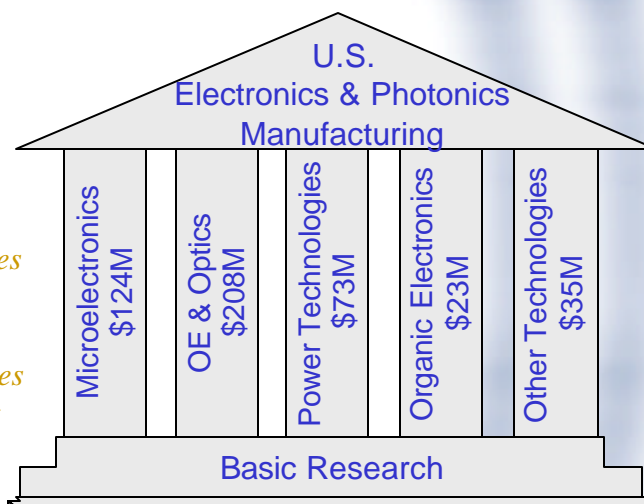 U.S.
Electronics & Photonics
Manufacturing
Microelectronics
$124M
OE & Optics
$208M
Power Technologies
$73M
Organic Electronics
$23M
Other Technologies
$35M
Basic Research